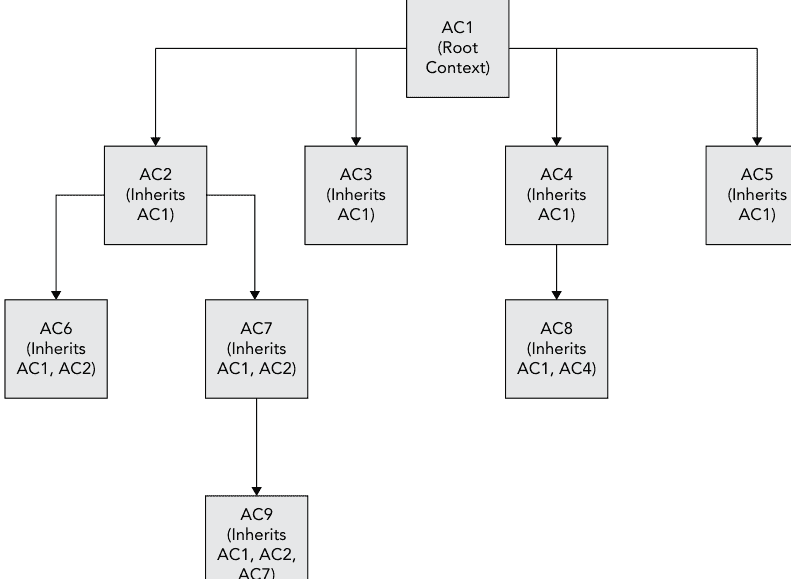 AC1
(Root
Context)
AC2
(Inherits
AC1)
AC3
(Inherits
AC1)
AC4
(Inherits
AC1)
AC5
(Inherits
AC1)
AC6
(Inherits
AC1, AC2)
AC7
(Inherits
AC1, AC2)
AC8
(Inherits
AC1, AC4)
AC9
(Inherits
AC1, AC2,
AC7)